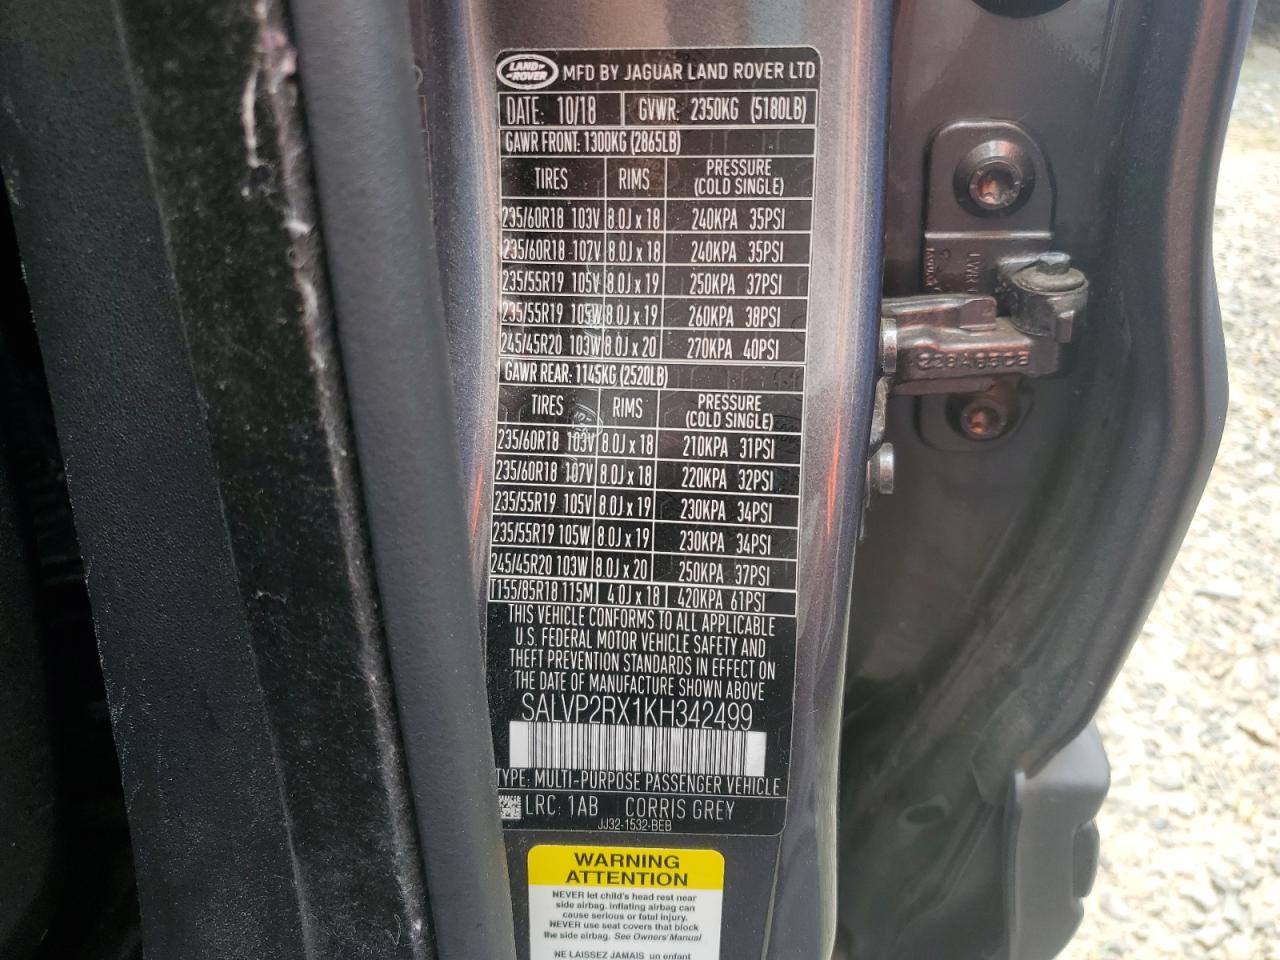 LAND ROVER MFD BY JAGUAR LAND ROVER LTD
DATE: 10/18 GVWR: 2350KG (5180LB)
GAWR FRONT: 1300KG (2865LB)
TIRES RIMS PRESSURE (COLD SINGLE)
235/60R18 103V 8.0J x 18 240KPA 35PSI
235/60R18 107V 8.0J x 18 240KPA 35PSI
235/55R19 105V 8.0J x 19 250KPA 37PSI
235/55R19 105W 8.0J x 19 260KPA 38PSI
245/45R20 103W 8.0J x 20 270KPA 40PSI
GAWR REAR: 1145KG (2520LB)
TIRES RIMS PRESSURE (COLD SINGLE)
235/60R18 103V 8.0J x 18 210KPA 31PSI
235/60R18 107V 8.0J x 18 220KPA 32PSI
235/55R19 105V 8.0J x 19 230KPA 34PSI
235/55R19 105W 8.0J x 19 230KPA 34PSI
245/45R20 103W 8.0J x 20 250KPA 37PSI
T155/85R18 115M 4.0J x 18 420KPA 61PSI
THIS VEHICLE CONFORMS TO ALL APPLICABLE
U.S. FEDERAL MOTOR VEHICLE SAFETY AND
THEFT PREVENTION STANDARDS IN EFFECT ON
THE DATE OF MANUFACTURE SHOWN ABOVE
SALVP2RX1KH342499
TYPE: MULTI-PURPOSE PASSENGER VEHICLE
LRC: 1AB CORRIS GREY
JJ32-1532-BEB
WARNING
ATTENTION
NEVER let child's head rest near
side airbag. inflating airbag can
cause serious or fatal injury.
NEVER use seat covers that block
the side airbag. See Owners' Manual
NE LAISSEZ JAMAIS un enfant